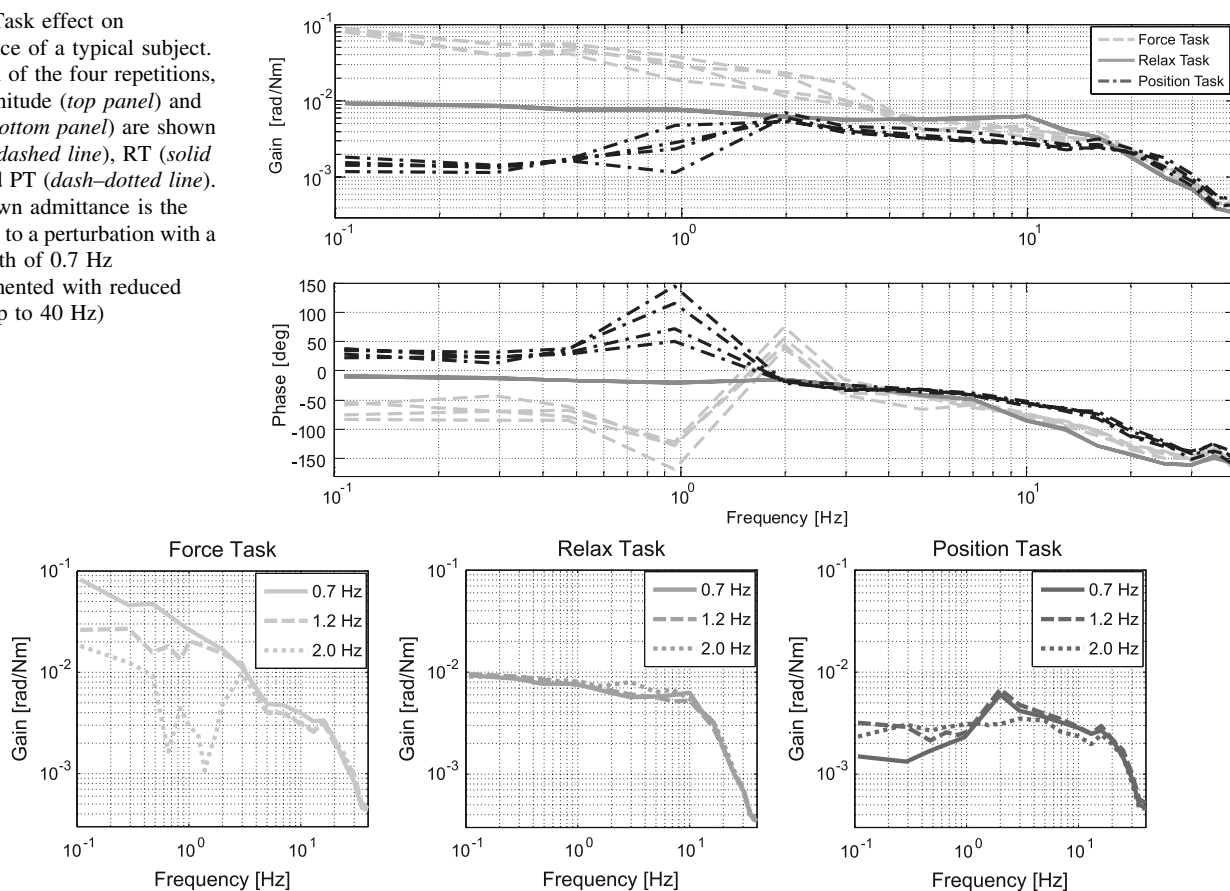 Task effect on
ce of a typical subject.
of the four repetitions,
nitude (top panel) and
ottom panel) are shown
dashed line), RT (solid
d PT (dash–dotted line).
wn admittance is the
to a perturbation with a
th of 0.7 Hz
nented with reduced
p to 40 Hz)
Gain [rad/Nm]
10^-1
10^-2
10^-3
Force Task
Relax Task
Position Task
10^-1 10^0 10^1
Phase [deg]
150
100
50
0
-50
-100
-150
10^-1 10^0 10^1
Frequency [Hz]
Force Task
Gain [rad/Nm]
10^-1
10^-2
10^-3
0.7 Hz
1.2 Hz
2.0 Hz
10^-1 10^0 10^1
Frequency [Hz]
Relax Task
Gain [rad/Nm]
10^-1
10^-2
10^-3
0.7 Hz
1.2 Hz
2.0 Hz
10^-1 10^0 10^1
Frequency [Hz]
Position Task
Gain [rad/Nm]
10^-1
10^-2
10^-3
0.7 Hz
1.2 Hz
2.0 Hz
10^-1 10^0 10^1
Frequency [Hz]